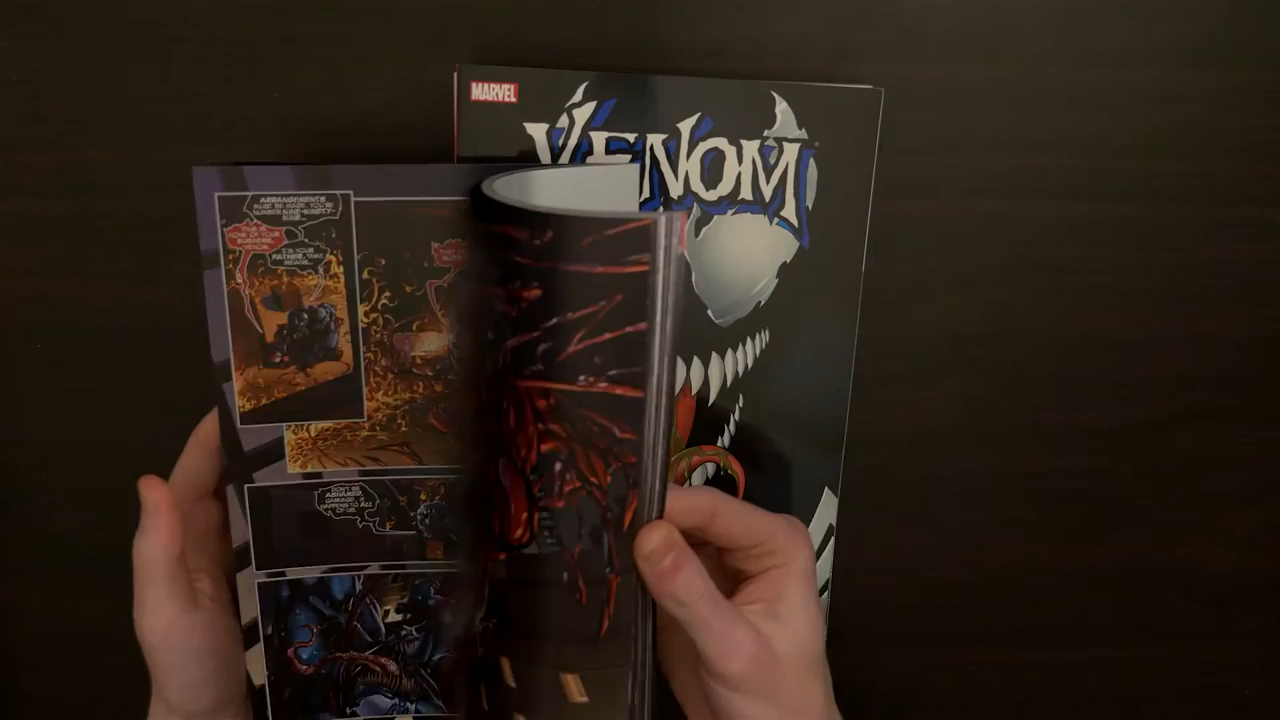 MARVEL
VENOM
ARRANGEMENTS
MUST BE MADE. YOU'RE
NUMBER NINE-NINETY-
NINE...
THIS IS
NONE OF YOUR
BUSINESS,
VENOM.
I'M YOUR
FATHER. THAT
MEANS...
DON'T BE
ASHAMED,
CARNAGE. IT
HAPPENS TO ALL
OF US.